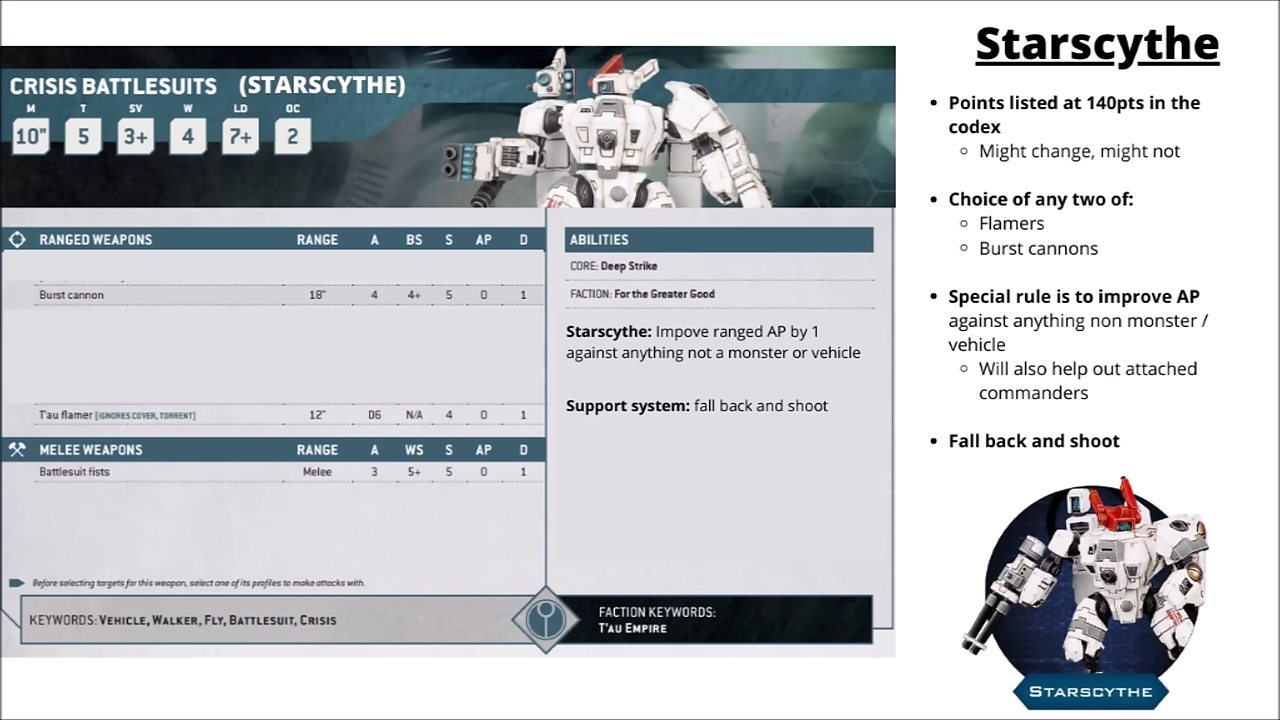 CRISIS BATTLESUITS (STARSCYTHE)
M T SV W LD OC
10" 5 3+ 4 7+ 2
RANGED WEAPONS RANGE A BS S AP D
Burst cannon 18" 4 4+ 5 0 1
T'au flamer [IGNORES COVER, TORRENT] 12" D6 N/A 4 0 1
MELEE WEAPONS RANGE A WS S AP D
Battlesuit fists Melee 3 5+ 5 0 1
Before selecting targets for this weapon, select one of its profiles to make attacks with.
KEYWORDS: VEHICLE, WALKER, FLY, BATTLESUIT, CRISIS
ABILITIES
CORE: Deep Strike
FACTION: For the Greater Good
Starscythe: Impove ranged AP by 1
against anything not a monster or vehicle
Support system: fall back and shoot
FACTION KEYWORDS:
T'AU EMPIRE
Starscythe
• Points listed at 140pts in the
codex
○ Might change, might not
• Choice of any two of:
○ Flamers
○ Burst cannons
• Special rule is to improve AP
against anything non monster /
vehicle
○ Will also help out attached
commanders
• Fall back and shoot
STARSCYTHE